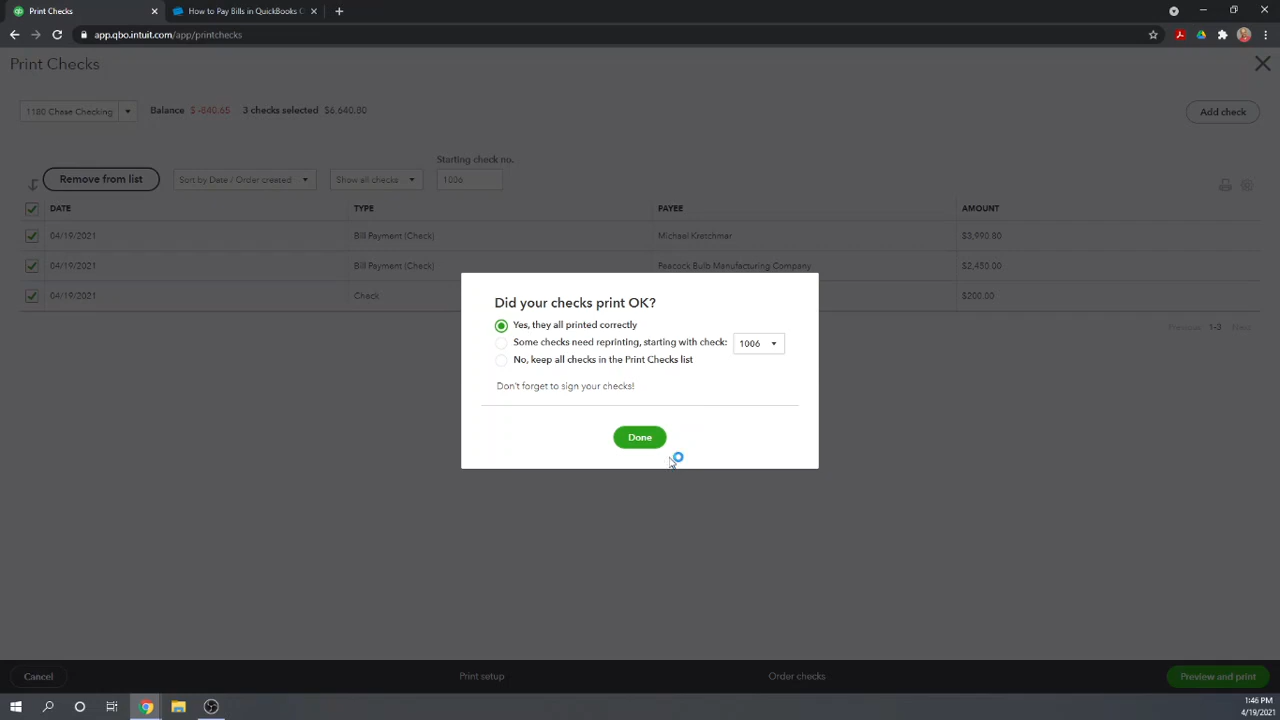 Print Checks
How to Pay Bills in QuickBooks O
app.qbo.intuit.com/app/printchecks
Print Checks
1180 Chase Checking Balance $ -840.65 3 checks selected $6,640.80 Add check
Starting check no.
Remove from list Sort by Date / Order created Show all checks 1006
DATE TYPE PAYEE AMOUNT
04/19/2021 Bill Payment (Check) Michael Kretchmar $3,990.80
04/19/2021 Bill Payment (Check) Peacock Bulb Manufacturing Company $2,450.00
04/19/2021 Check $200.00
Previous 1-3 Next
Did your checks print OK?
Yes, they all printed correctly
Some checks need reprinting, starting with check: 1006
No, keep all checks in the Print Checks list
Don't forget to sign your checks!
Done
Cancel Print setup Order checks Preview and print
1:46 PM
4/19/2021